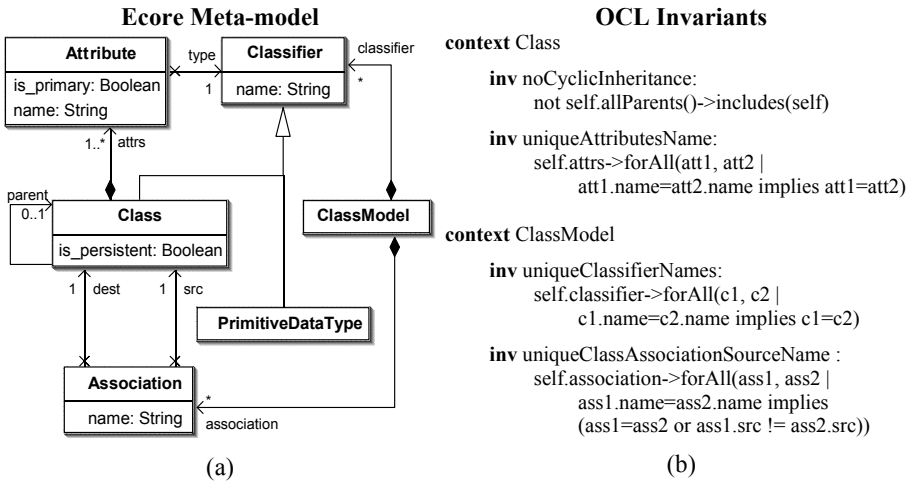 Ecore Meta-model
Attribute
is_primary: Boolean
name: String
type
1
Classifier
name: String
classifier
*
1..*
attrs
parent
0..1
Class
is_persistent: Boolean
ClassModel
1
dest
1
src
PrimitiveDataType
Association
name: String
*
association
(a)
OCL Invariants
context Class
inv noCyclicInheritance:
not self.allParents()->includes(self)
inv uniqueAttributesName:
self.attrs->forAll(att1, att2 |
att1.name=att2.name implies att1=att2)
context ClassModel
inv uniqueClassifierNames:
self.classifier->forAll(c1, c2 |
c1.name=c2.name implies c1=c2)
inv uniqueClassAssociationSourceName :
self.association->forAll(ass1, ass2 |
ass1.name=ass2.name implies
(ass1=ass2 or ass1.src != ass2.src))
(b)